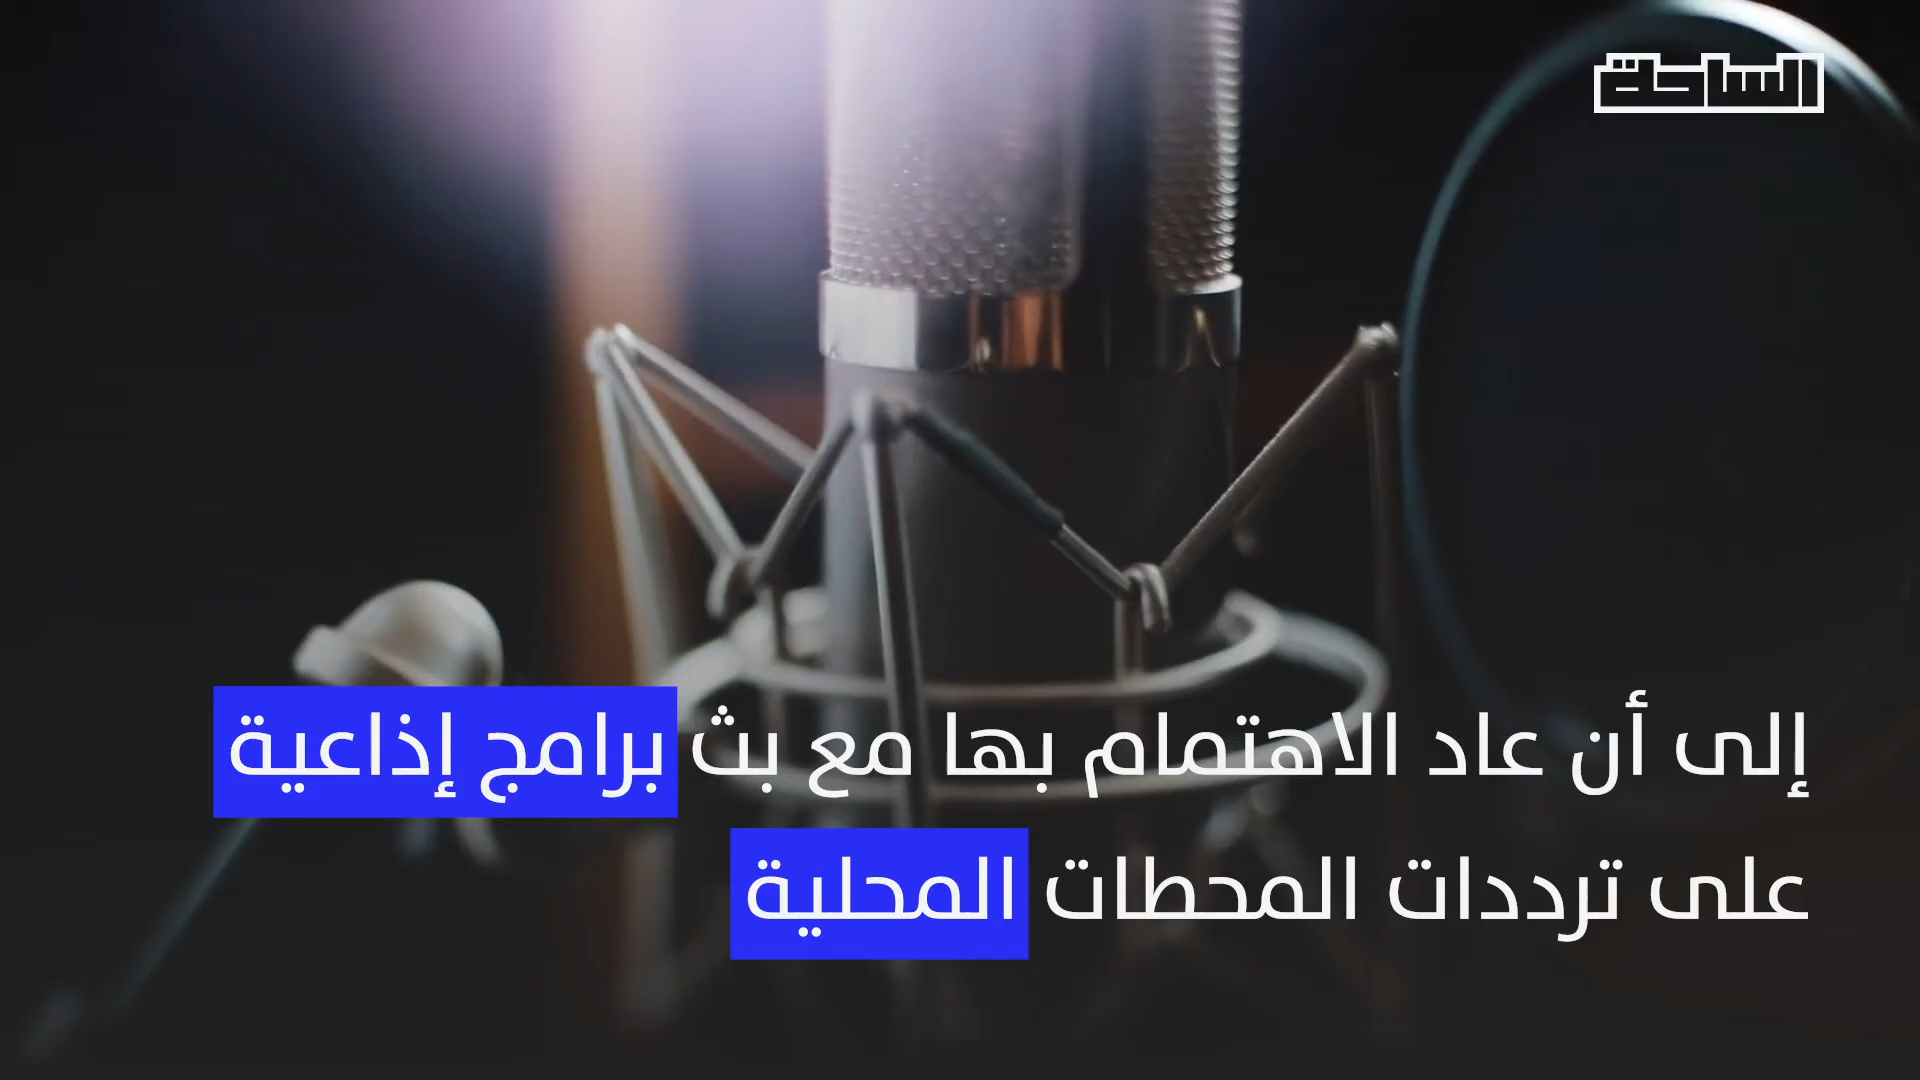 الساحة
إلى أن عاد الاهتمام بها مع بث برامج إذاعية
على ترددات المحطات المحلية